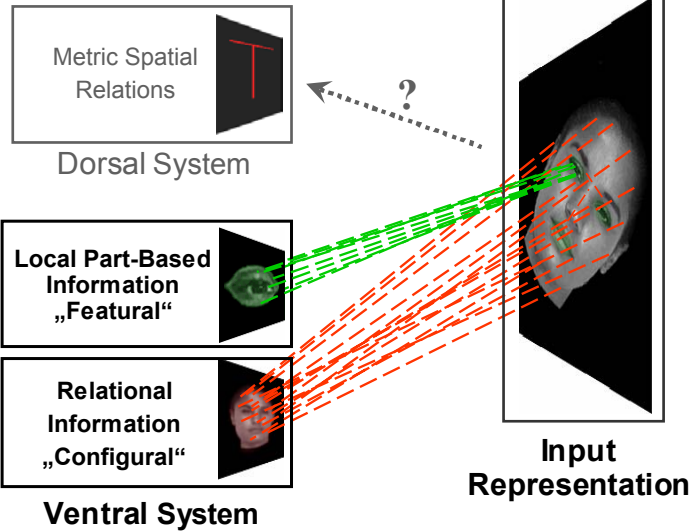 Metric Spatial
Relations
?
Dorsal System
Local Part-Based
Information
„Featural“
Relational
Information
„Configural“
Ventral System
Input
Representation